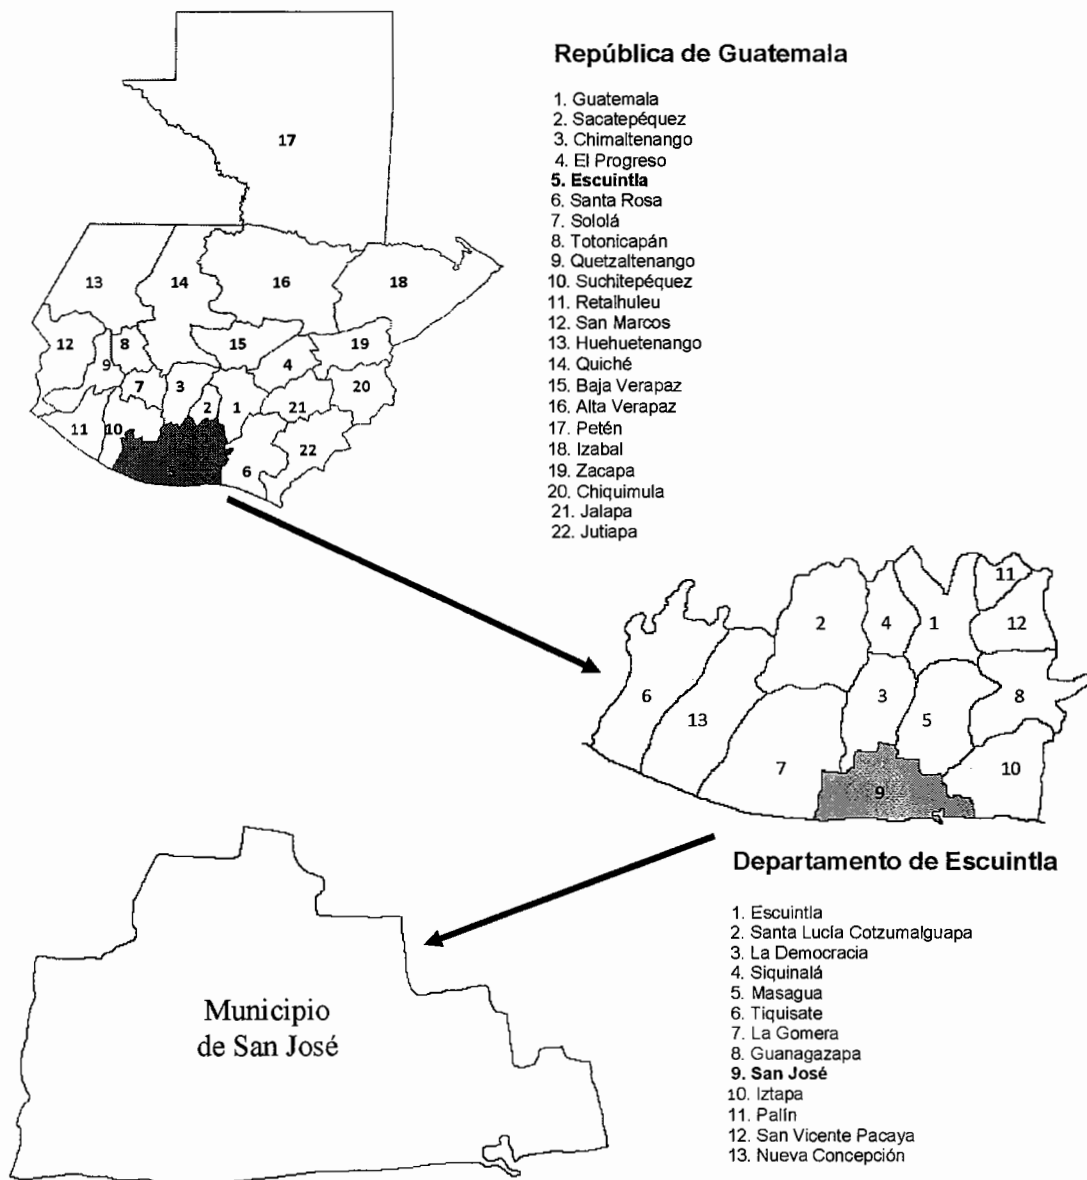 República de Guatemala
1. Guatemala
2. Sacatepéquez
3. Chimaltenango
4. El Progreso
5. Escuintla
6. Santa Rosa
7. Sololá
8. Totonicapán
9. Quetzaltenango
10. Suchitepéquez
11. Retalhuleu
12. San Marcos
13. Huehuetenango
14. Quiché
15. Baja Verapaz
16. Alta Verapaz
17. Petén
18. Izabal
19. Zacapa
20. Chiquimula
21. Jalapa
22. Jutiapa
17
13
14
16
18
12
9
8
15
4
19
7
3
2
1
21
20
11
10
6
22
11
2
4
1
12
6
13
3
5
8
7
9
10
Departamento de Escuintla
1. Escuintla
2. Santa Lucía Cotzumalguapa
3. La Democracia
4. Siquinalá
5. Masagua
6. Tiquisate
7. La Gomera
8. Guanagazapa
9. San José
10. Iztapa
11. Palín
12. San Vicente Pacaya
13. Nueva Concepción
Municipio
de San José